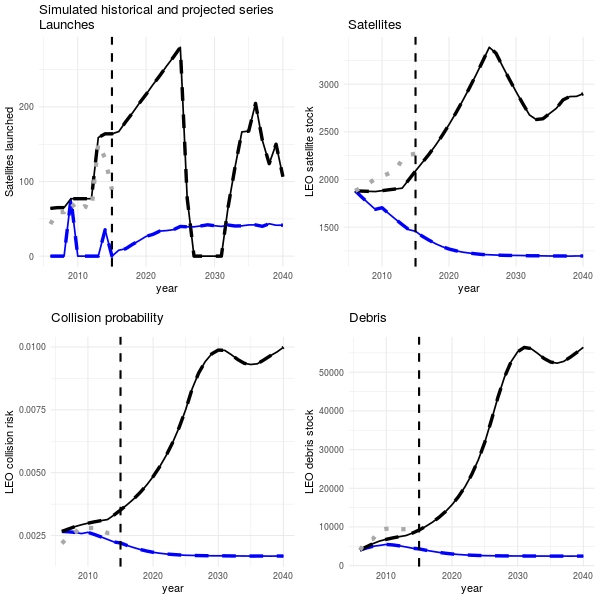 Simulated historical and projected series
Launches
Satellites launched
200
100
0
2010
2020
2030
2040
year
Satellites
LEO satellite stock
3000
2500
2000
1500
2010
2020
2030
2040
year
Collision probability
LEO collision risk
0.0100
0.0075
0.0050
0.0025
2010
2020
2030
2040
year
Debris
LEO debris stock
50000
40000
30000
20000
10000
0
2010
2020
2030
2040
year